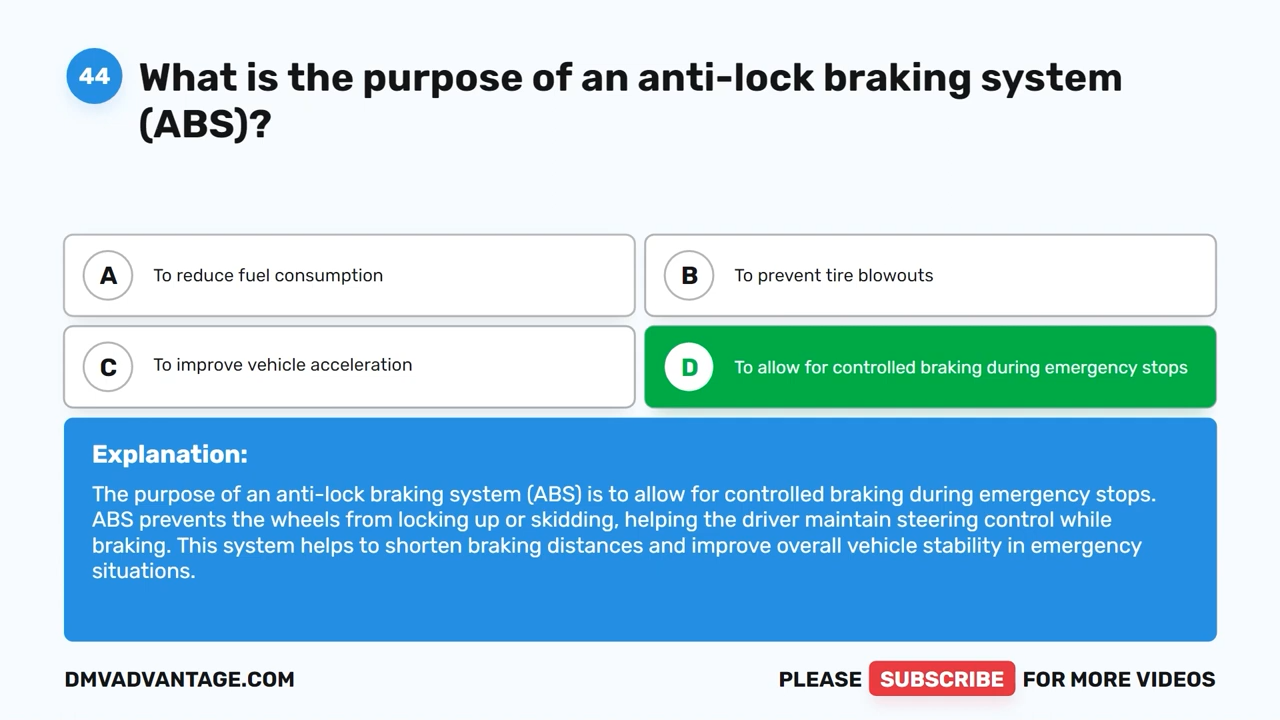 44
What is the purpose of an anti-lock braking system
(ABS)?
A
To reduce fuel consumption
B
To prevent tire blowouts
C
To improve vehicle acceleration
D
To allow for controlled braking during emergency stops
Explanation:
The purpose of an anti-lock braking system (ABS) is to allow for controlled braking during emergency stops.
ABS prevents the wheels from locking up or skidding, helping the driver maintain steering control while
braking. This system helps to shorten braking distances and improve overall vehicle stability in emergency
situations.
DMVADVANTAGE.COM
PLEASE SUBSCRIBE FOR MORE VIDEOS